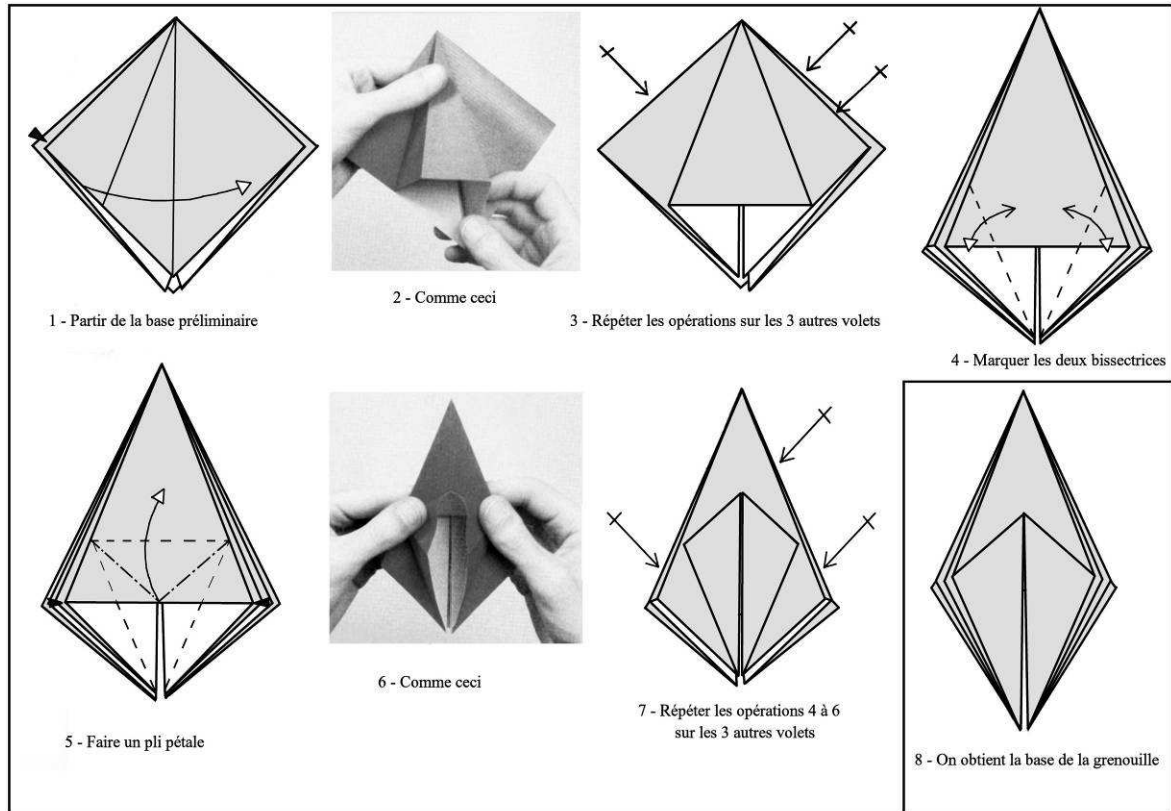 1 - Partir de la base préliminaire
2 - Comme ceci
3 - Répéter les opérations sur les 3 autres volets
4 - Marquer les deux bissectrices
5 - Faire un pli pétale
6 - Comme ceci
7 - Répéter les opérations 4 à 6
sur les 3 autres volets
8 - On obtient la base de la grenouille